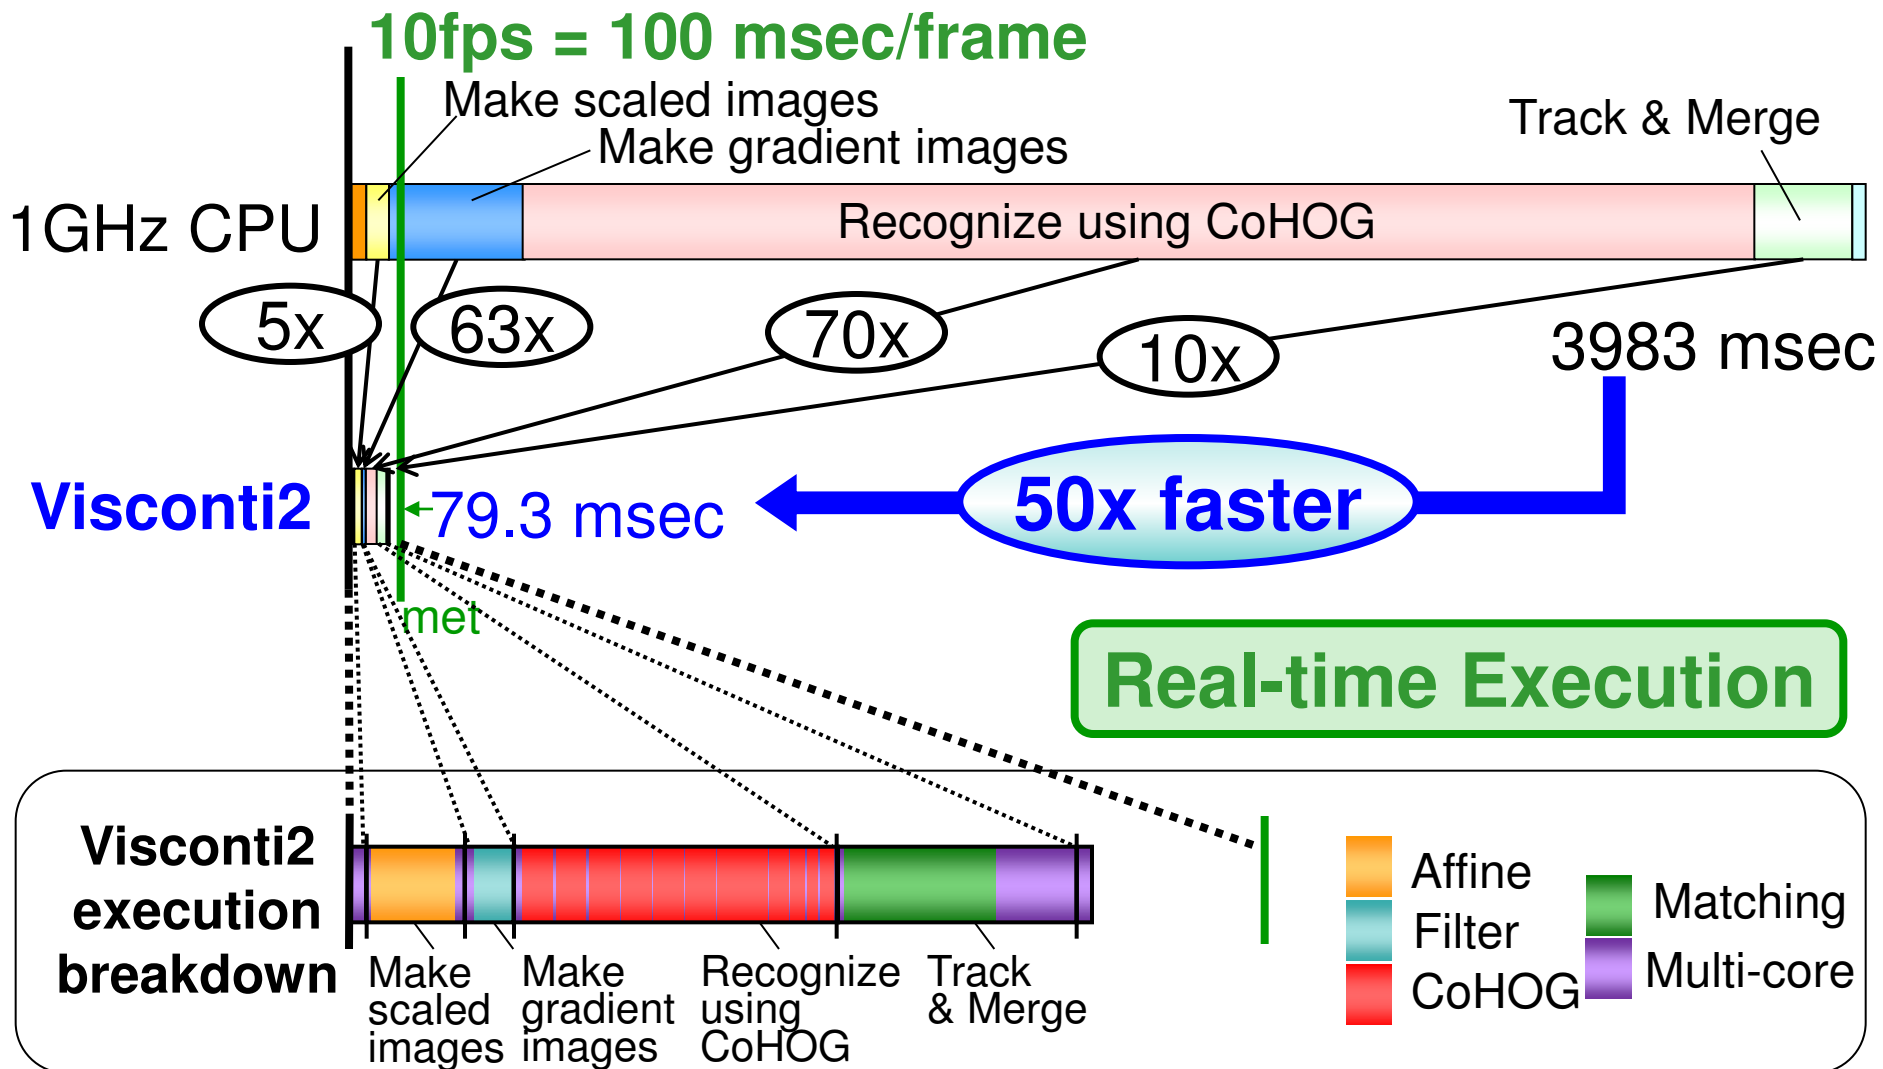 10fps = 100 msec/frame
Make scaled images
Make gradient images
Track & Merge
1GHz CPU
Recognize using CoHOG
5x
63x
70x
10x
3983 msec
Visconti2
79.3 msec
50x faster
met
Real-time Execution
Visconti2
execution
breakdown
Make
scaled
images
Make
gradient
images
Recognize
using
CoHOG
Track
& Merge
Affine
Filter
CoHOG
Matching
Multi-core